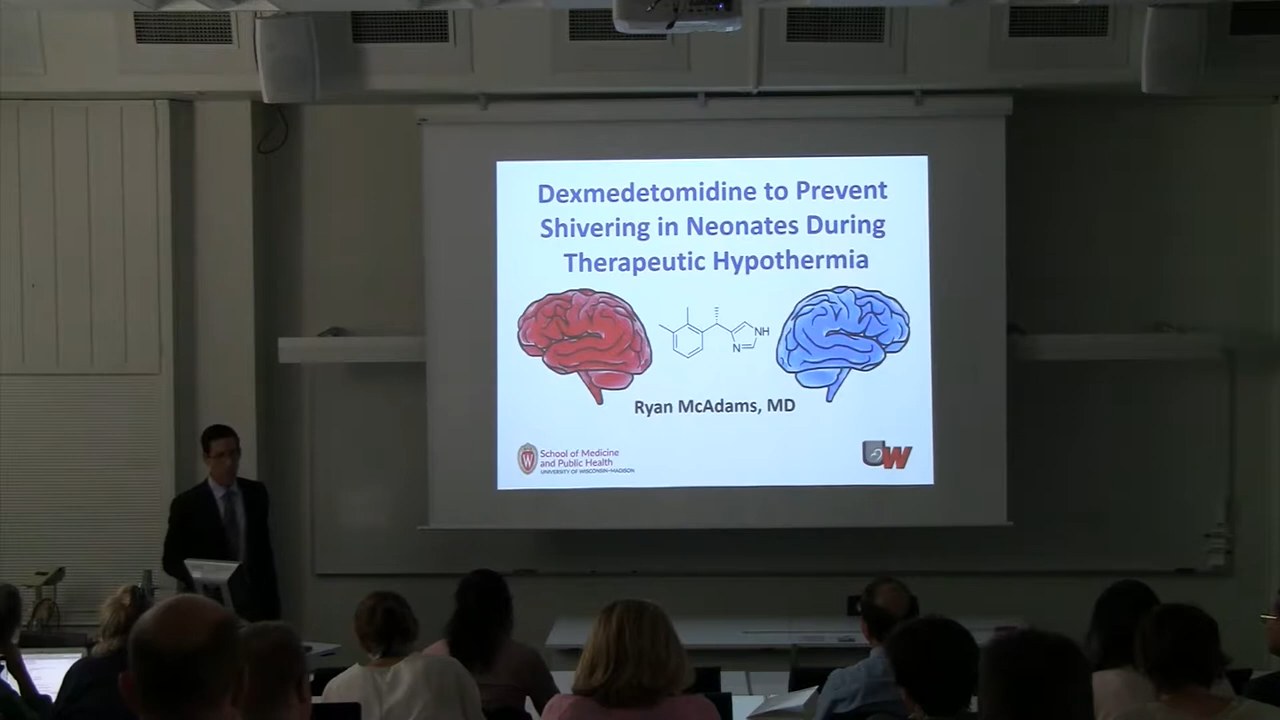 Dexmedetomidine to Prevent
Shivering in Neonates During
Therapeutic Hypothermia
NH
N
Ryan McAdams, MD
W
School of Medicine
and Public Health
UNIVERSITY OF WISCONSIN-MADISON
UW